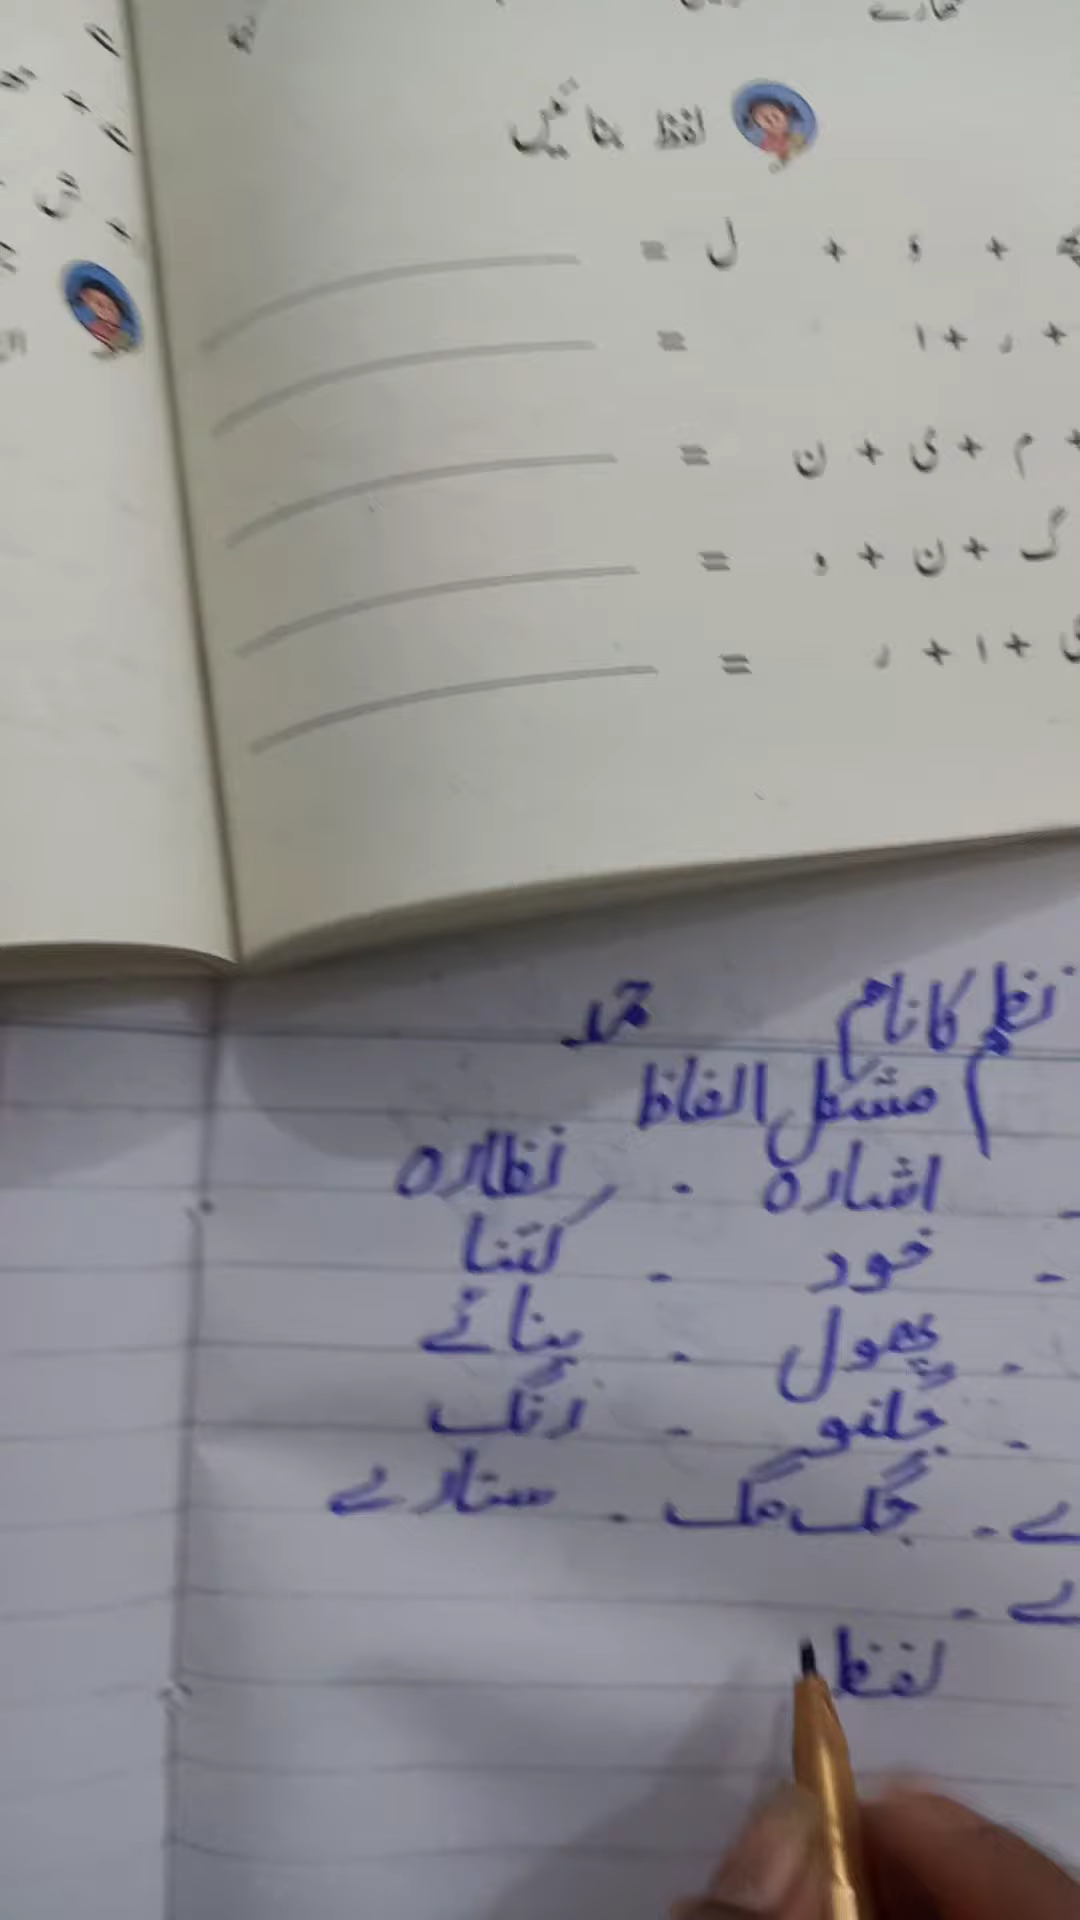 لفظ بنائیں
+ و + ل =
+ ر + ا =
+ م + ی + ن =
گ + ن + و =
ی + ا + ر =
نظم کا نام حمد
مشکل الفاظ
اشارہ - نظارہ
خود - کتنا
پھول - بنائے
جگنو - رنگ
ے - جگ مگ - ستارے
ے -
لفظ